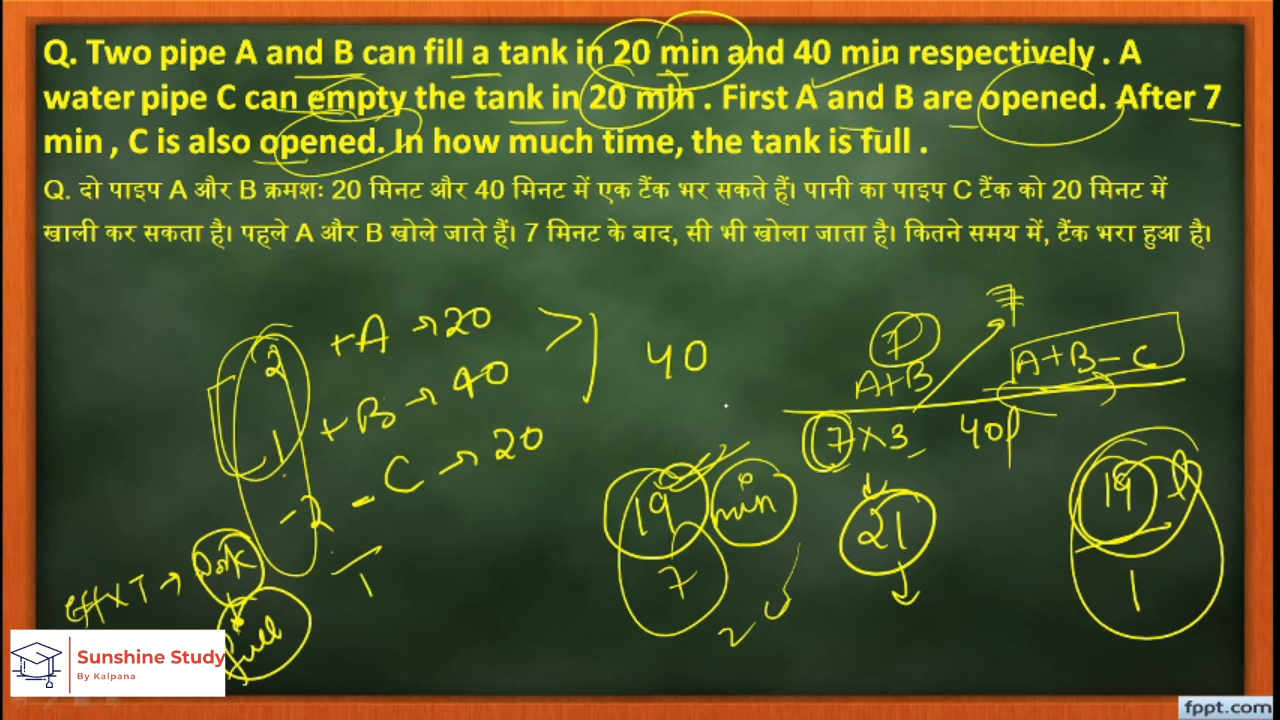 Q. Two pipe A and B can fill a tank in 20 min and 40 min respectively . A
water pipe C can empty the tank in 20 min . First A and B are opened. After 7
min , C is also opened. In how much time, the tank is full .
Q. दो पाइप A और B क्रमशः 20 मिनट और 40 मिनट में एक टैंक भर सकते हैं। पानी का पाइप C टैंक को 20 मिनट में
खाली कर सकता है। पहले A और B खोले जाते हैं। 7 मिनट के बाद, सी भी खोला जाता है। कितने समय में, टैंक भरा हुआ है।
2 +A → 20
1 +B → 40
-2 - C → 20
1
40
7
A+B
A+B-C
7×3
40
21
19
1
19 min
7
Eff×T →
full
Sunshine Study
By Kalpana
fppt.com